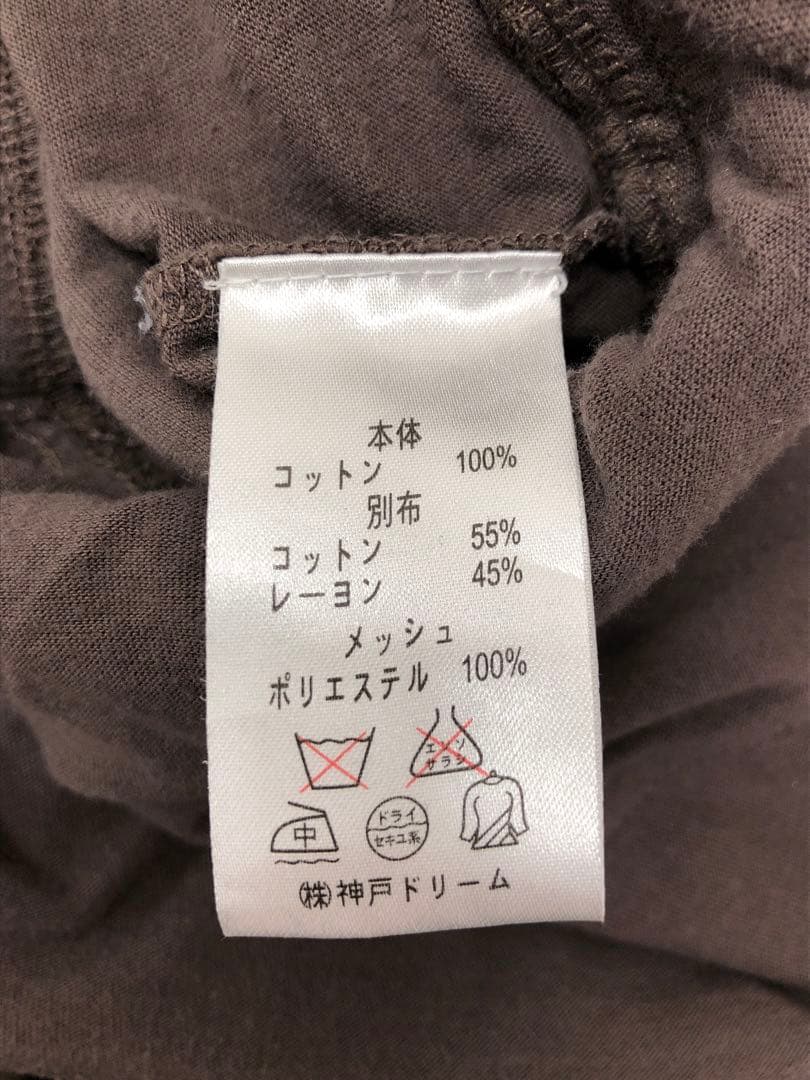 本体
コットン 100%
別布
コットン 55%
レーヨン 45%
メッシュ
ポリエステル 100%
エンソ
サラシ
中
ドライ
セキユ系
㈱神戸ドリーム